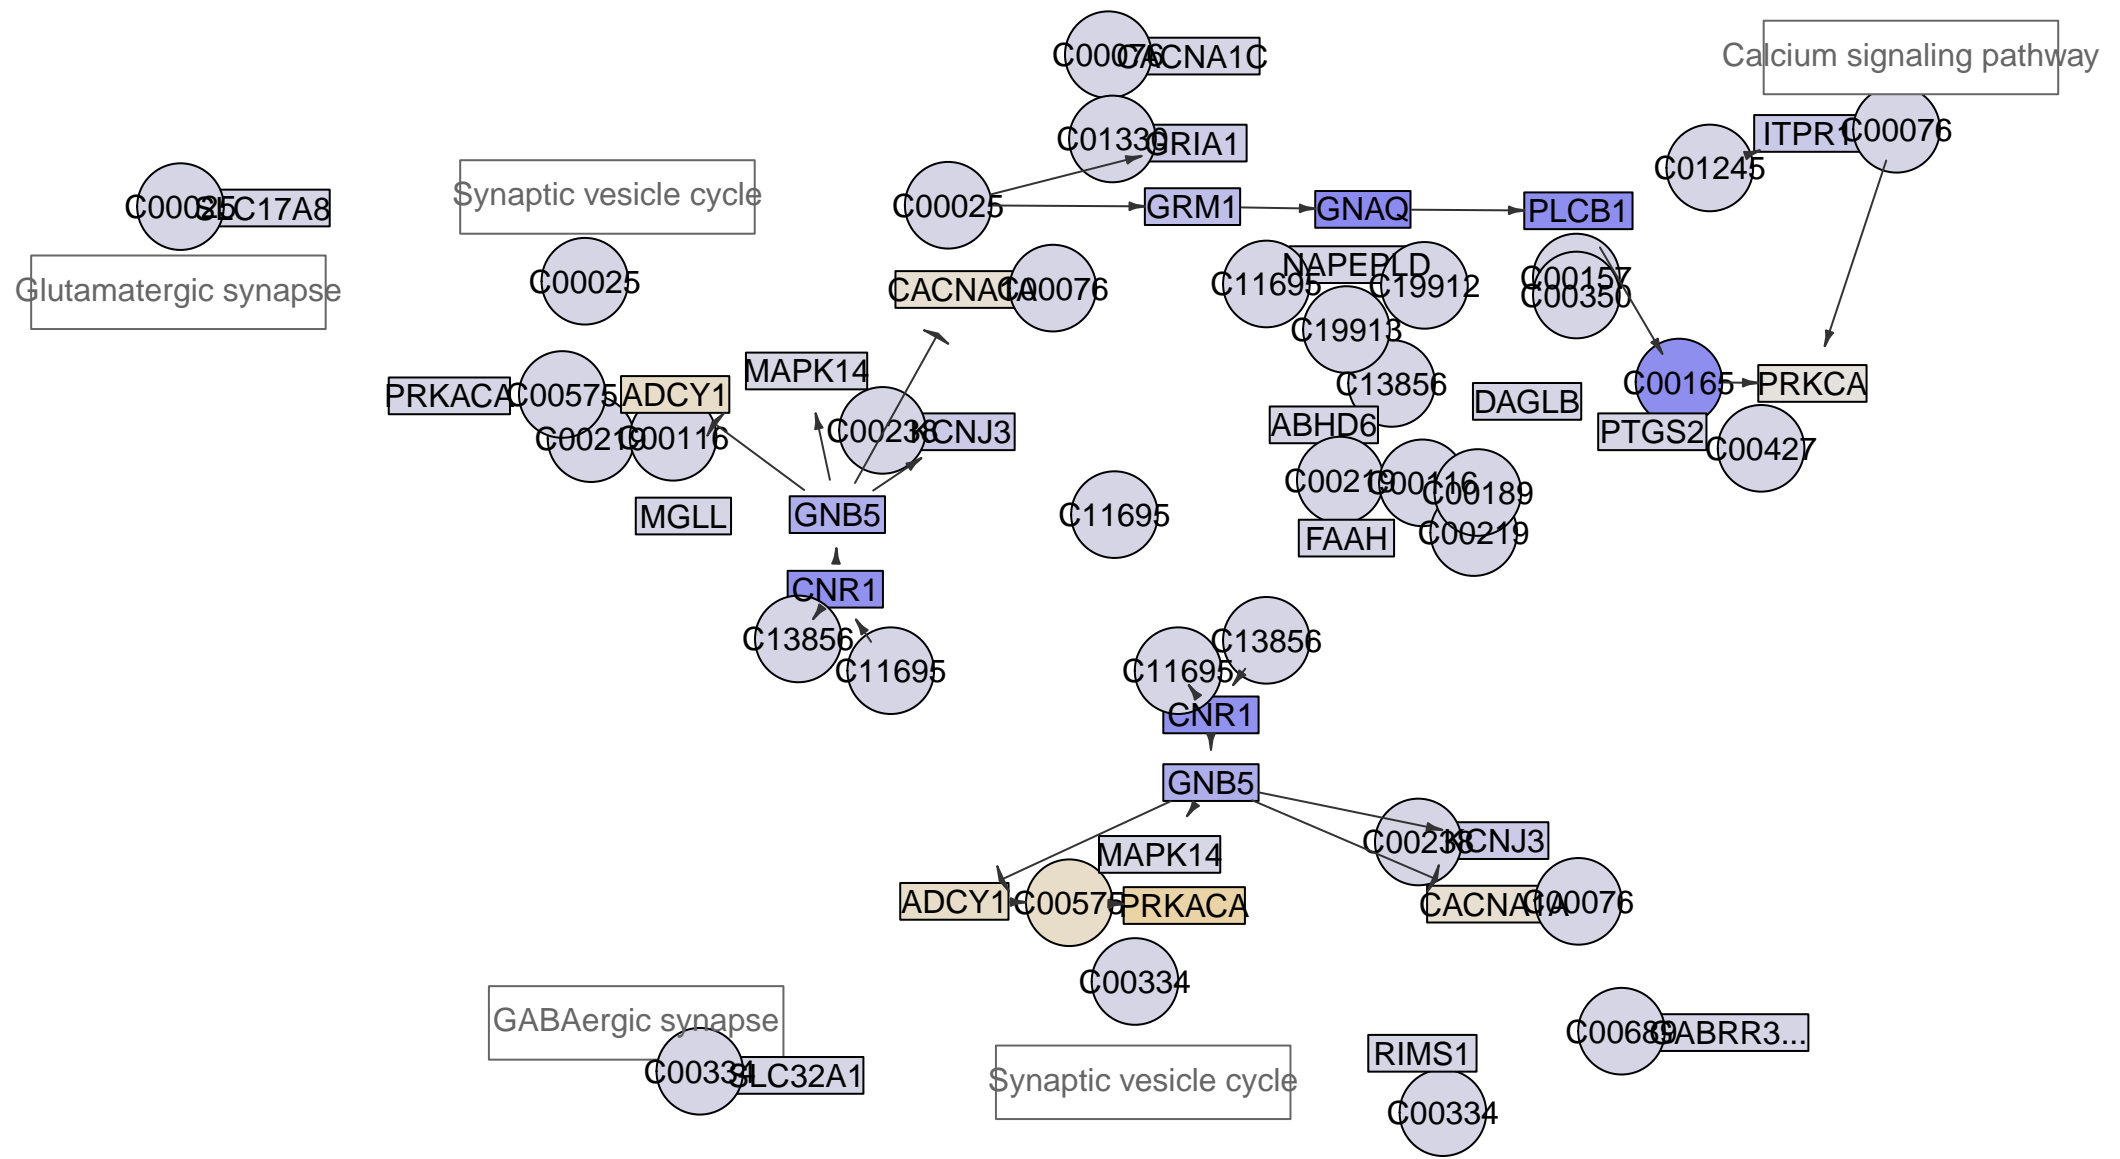 C00076
CACNA1C
Calcium signaling pathway
C01330
GRIA1
ITPR1
C00076
C01245
C00025
SLC17A8
Synaptic vesicle cycle
C00025
GRM1
GNAQ
PLCB1
Glutamatergic synapse
C00025
CACNA1A
C00076
C11695
NAPEPLD
C19912
C00157
C00350
C19913
MAPK14
C13856
C00165
PRKCA
PRKACA
C00575
ADCY1
DAGLB
ABHD6
C00219
C00116
C00238
KCNJ3
PTGS2
C00427
C00219
C00116
C00189
MGLL
GNB5
C11695
FAAH
C00219
CNR1
C13856
C11695
C13856
C11695
CNR1
GNB5
C00238
KCNJ3
MAPK14
ADCY1
C00575
PRKACA
CACNA1A
C00076
C00334
GABAergic synapse
C00689
GABRR3...
RIMS1
C00334
SLC32A1
Synaptic vesicle cycle
C00334